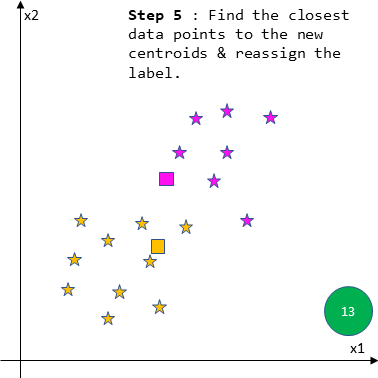 x2
Step 5 : Find the closest
data points to the new
centroids & reassign the
label.
13
x1